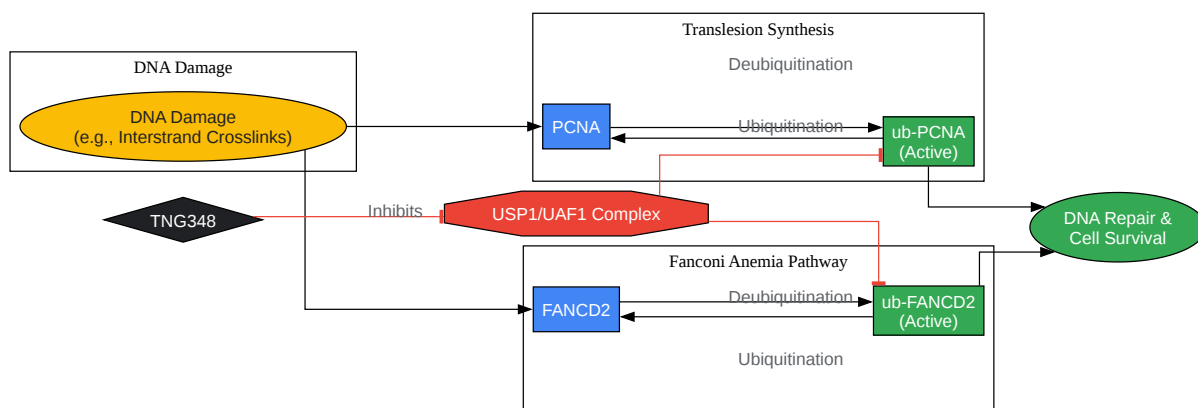 Translesion Synthesis
Deubiquitination
DNA Damage
DNA Damage
(e.g., Interstrand Crosslinks)
PCNA
Ubiquitination
ub-PCNA
(Active)
TNG348
Inhibits
USP1/UAF1 Complex
DNA Repair &
Cell Survival
Fanconi Anemia Pathway
FANCD2
Deubiquitination
ub-FANCD2
(Active)
Ubiquitination